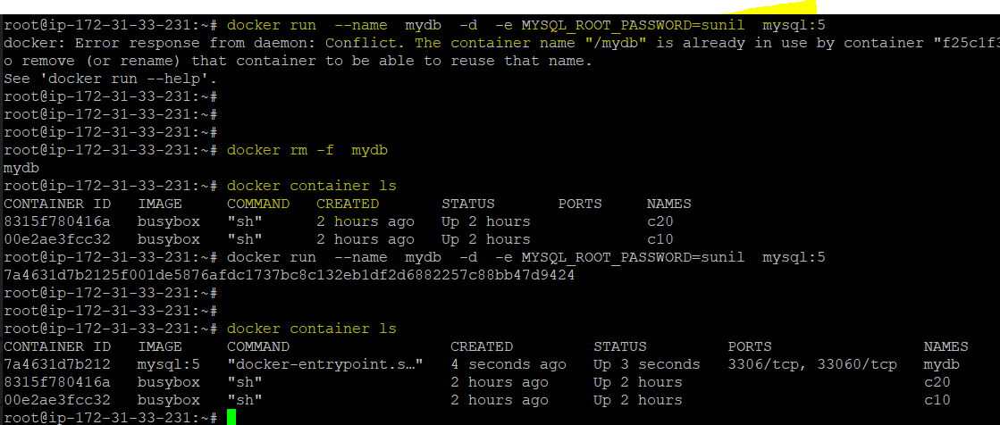 root@ip-172-31-33-231:~# docker run  --name  mydb  -d  -e MYSQL_ROOT_PASSWORD=sunil  mysql:5
docker: Error response from daemon: Conflict. The container name "/mydb" is already in use by container "f25c1f3
o remove (or rename) that container to be able to reuse that name.
See 'docker run --help'.
root@ip-172-31-33-231:~#
root@ip-172-31-33-231:~#
root@ip-172-31-33-231:~#
root@ip-172-31-33-231:~# docker rm -f  mydb
mydb
root@ip-172-31-33-231:~# docker container ls
CONTAINER ID   IMAGE     COMMAND   CREATED       STATUS       PORTS     NAMES
8315f780416a   busybox   "sh"      2 hours ago   Up 2 hours             c20
00e2ae3fcc32   busybox   "sh"      2 hours ago   Up 2 hours             c10
root@ip-172-31-33-231:~# docker run  --name  mydb  -d  -e MYSQL_ROOT_PASSWORD=sunil  mysql:5
7a4631d7b2125f001de5876afdc1737bc8c132eb1df2d6882257c88bb47d9424
root@ip-172-31-33-231:~#
root@ip-172-31-33-231:~#
root@ip-172-31-33-231:~# docker container ls
CONTAINER ID   IMAGE     COMMAND                  CREATED         STATUS         PORTS                 NAMES
7a4631d7b212   mysql:5   "docker-entrypoint.s…"   4 seconds ago   Up 3 seconds   3306/tcp, 33060/tcp   mydb
8315f780416a   busybox   "sh"                     2 hours ago     Up 2 hours                           c20
00e2ae3fcc32   busybox   "sh"                     2 hours ago     Up 2 hours                           c10
root@ip-172-31-33-231:~#